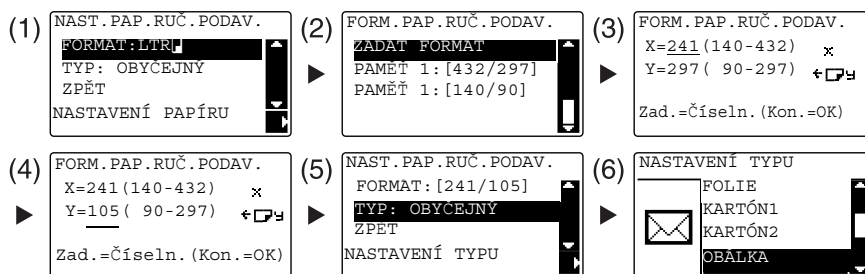 (1)
NAST.PAP.RUČ.PODAV.
FORMAT:LTR
TYP: OBYČEJNÝ
ZPĚT
NASTAVENÍ PAPÍRU
(2)
FORM.PAP.RUČ.PODAV.
ZADAT FORMAT
PAMĚŤ 1:[432/297]
PAMĚŤ 1:[140/90]
(3)
FORM.PAP.RUČ.PODAV.
X=241(140-432) X
Y=297( 90-297) Y
Zad.=Číseln.(Kon.=OK)
(4)
FORM.PAP.RUČ.PODAV.
X=241(140-432) X
Y=105( 90-297) Y
Zad.=Číseln.(Kon.=OK)
(5)
NAST.PAP.RUČ.PODAV.
FORMAT:[241/105]
TYP: OBYČEJNÝ
ZPĚT
NASTAVENÍ TYPU
(6)
NASTAVENÍ TYPU
FOLIE
KARTÓN1
KARTÓN2
OBÁLKA